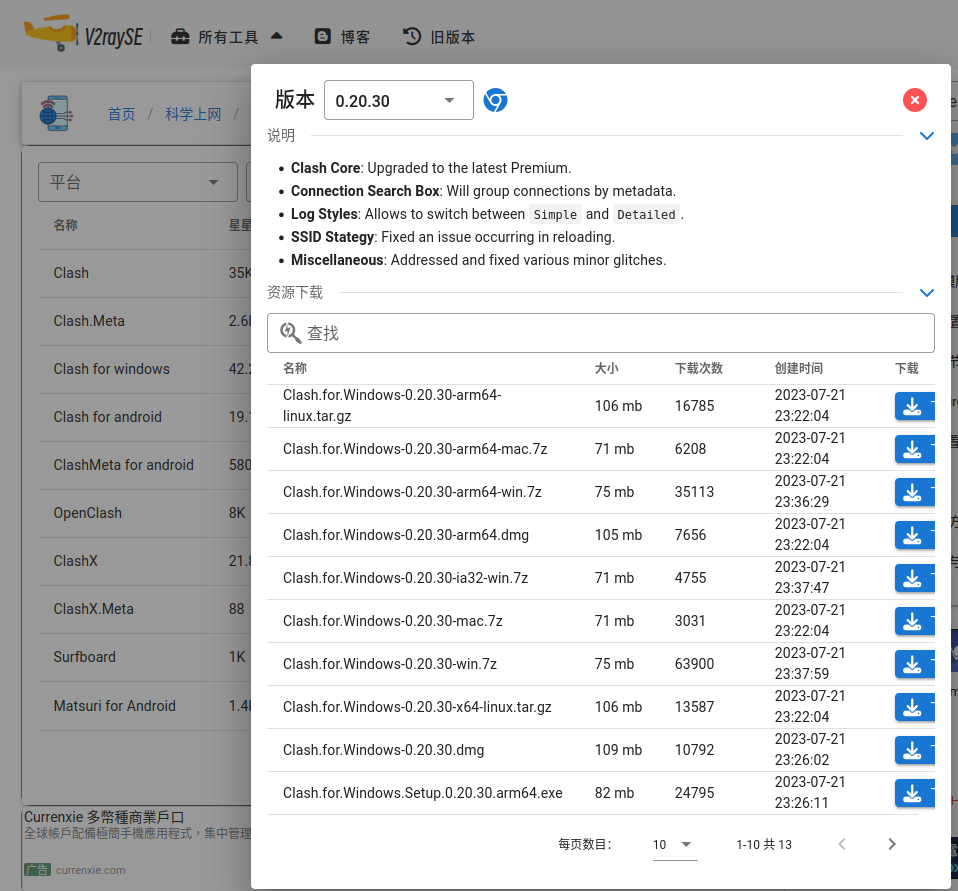 V2raySE
所有工具
博客
旧版本
首页 / 科学上网 /
平台
名称
星星
Clash
35K
Clash.Meta
2.6
Clash for windows
42.2
Clash for android
19.
ClashMeta for android
580
OpenClash
8K
ClashX
21.8
ClashX.Meta
88
Surfboard
1K
Matsuri for Android
1.4
Currenxie 多幣種商業戶口
全球帳戶配備極簡手機應用程式，集中管理
广告 currenxie.com
版本 0.20.30
说明
• Clash Core: Upgraded to the latest Premium.
• Connection Search Box: Will group connections by metadata.
• Log Styles: Allows to switch between Simple and Detailed.
• SSID Stategy: Fixed an issue occurring in reloading.
• Miscellaneous: Addressed and fixed various minor glitches.
资源下载
查找
名称 大小 下载次数 创建时间 下载
Clash.for.Windows-0.20.30-arm64-
linux.tar.gz
106 mb 16785
2023-07-21
23:22:04
Clash.for.Windows-0.20.30-arm64-mac.7z 71 mb 6208
2023-07-21
23:22:04
Clash.for.Windows-0.20.30-arm64-win.7z 75 mb 35113
2023-07-21
23:36:29
Clash.for.Windows-0.20.30-arm64.dmg 105 mb 7656
2023-07-21
23:22:04
Clash.for.Windows-0.20.30-ia32-win.7z 71 mb 4755
2023-07-21
23:37:47
Clash.for.Windows-0.20.30-mac.7z 71 mb 3031
2023-07-21
23:22:04
Clash.for.Windows-0.20.30-win.7z 75 mb 63900
2023-07-21
23:37:59
Clash.for.Windows-0.20.30-x64-linux.tar.gz 106 mb 13587
2023-07-21
23:22:04
Clash.for.Windows-0.20.30.dmg 109 mb 10792
2023-07-21
23:26:02
Clash.for.Windows.Setup.0.20.30.arm64.exe 82 mb 24795
2023-07-21
23:26:11
每页数目： 10 1-10 共 13